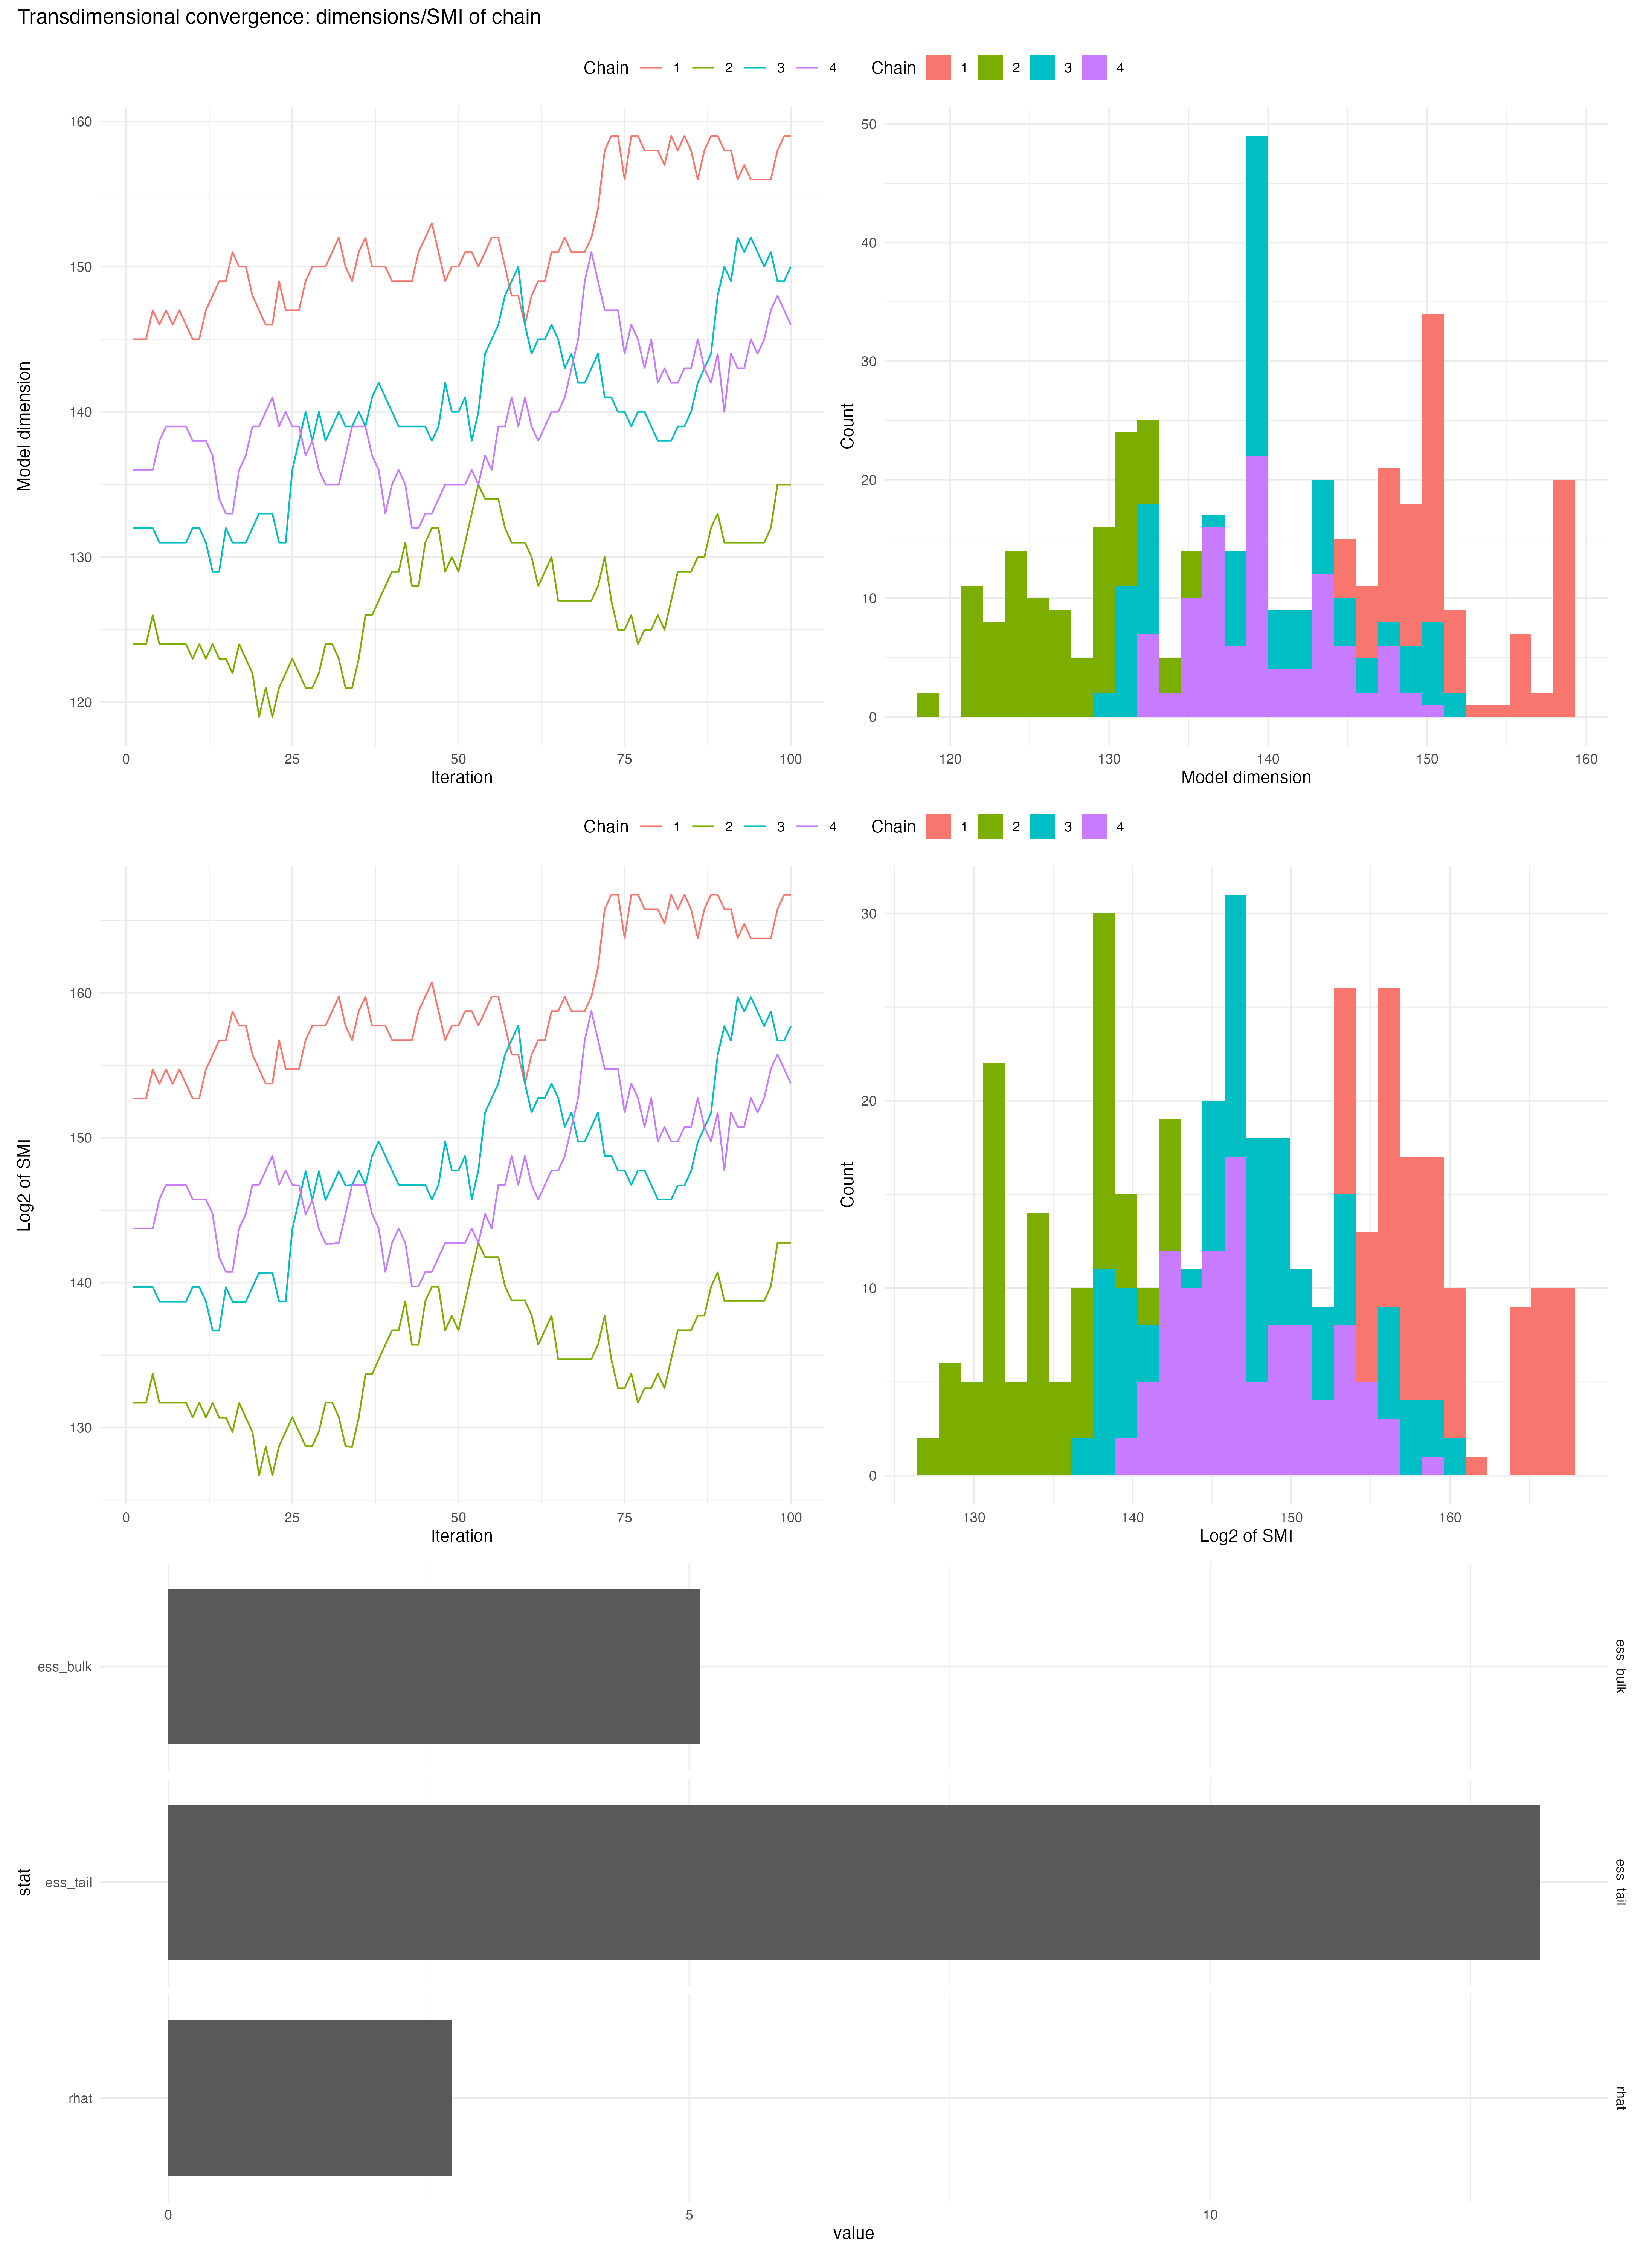 Transdimensional convergence: dimensions/SMI of chain
Chain 1 2 3 4 Chain 1 2 3 4
160
150
140
130
120
Model dimension
0 25 50 75 100
Iteration
50
40
30
20
10
0
Count
120 130 140 150 160
Model dimension
Chain 1 2 3 4 Chain 1 2 3 4
160
150
140
130
Log2 of SMI
0 25 50 75 100
Iteration
30
20
10
0
Count
130 140 150 160
Log2 of SMI
ess_bulk
ess_bulk
stat
ess_tail
ess_tail
rhat
rhat
0 5 10
value